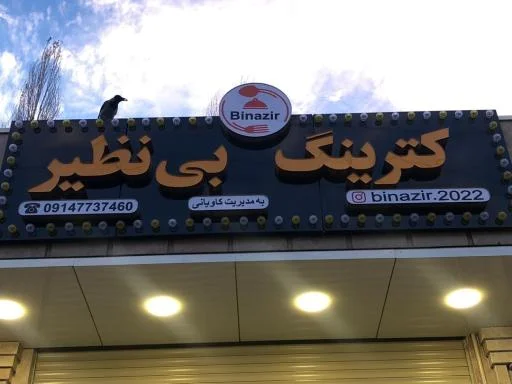 Binazir
کترینگ بی‌نظیر
binazir.2022
به مدیریت کاویانی
09147737460